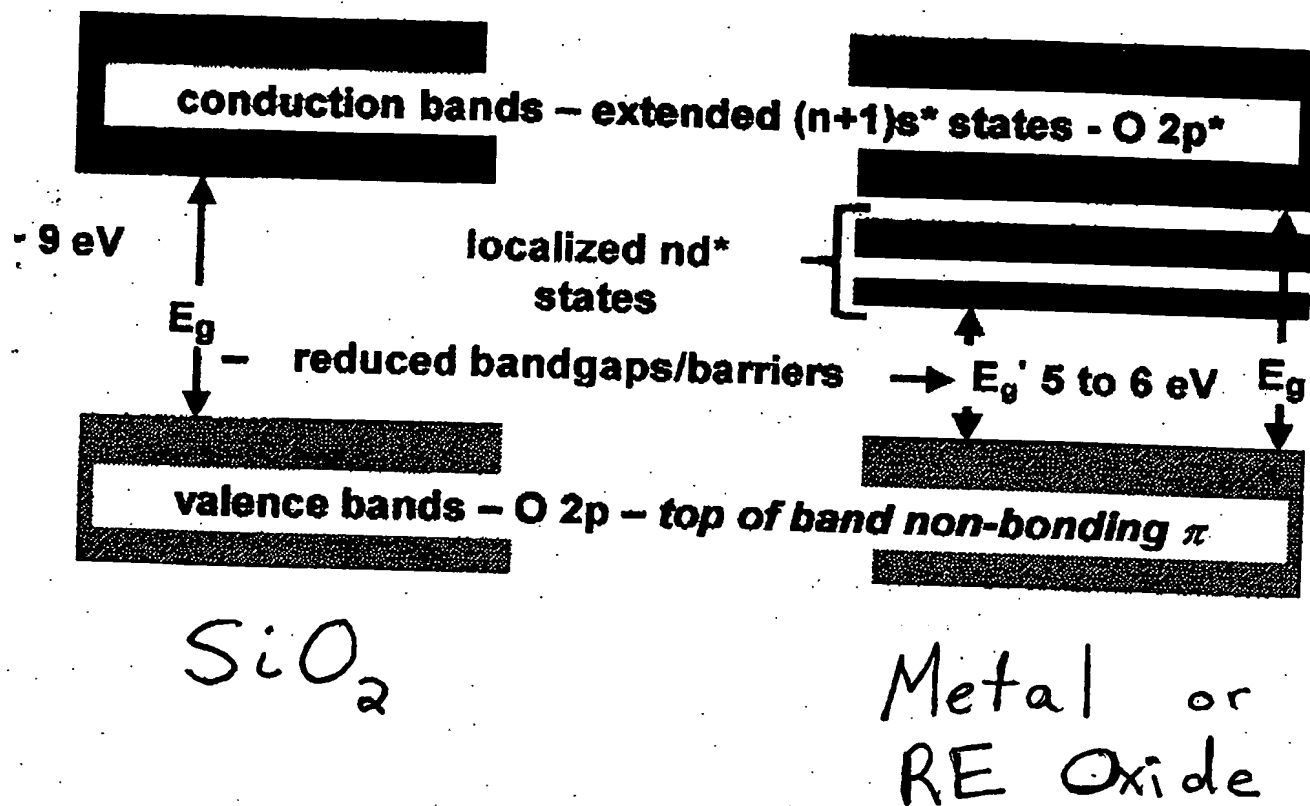 conduction bands – extended (n+1)s* states - O 2p*
- 9 eV
localized nd*
states
Eg
– reduced bandgaps/barriers
Eg' 5 to 6 eV
Eg
valence bands – O 2p – top of band non-bonding π
SiO2
Metal or
RE Oxide